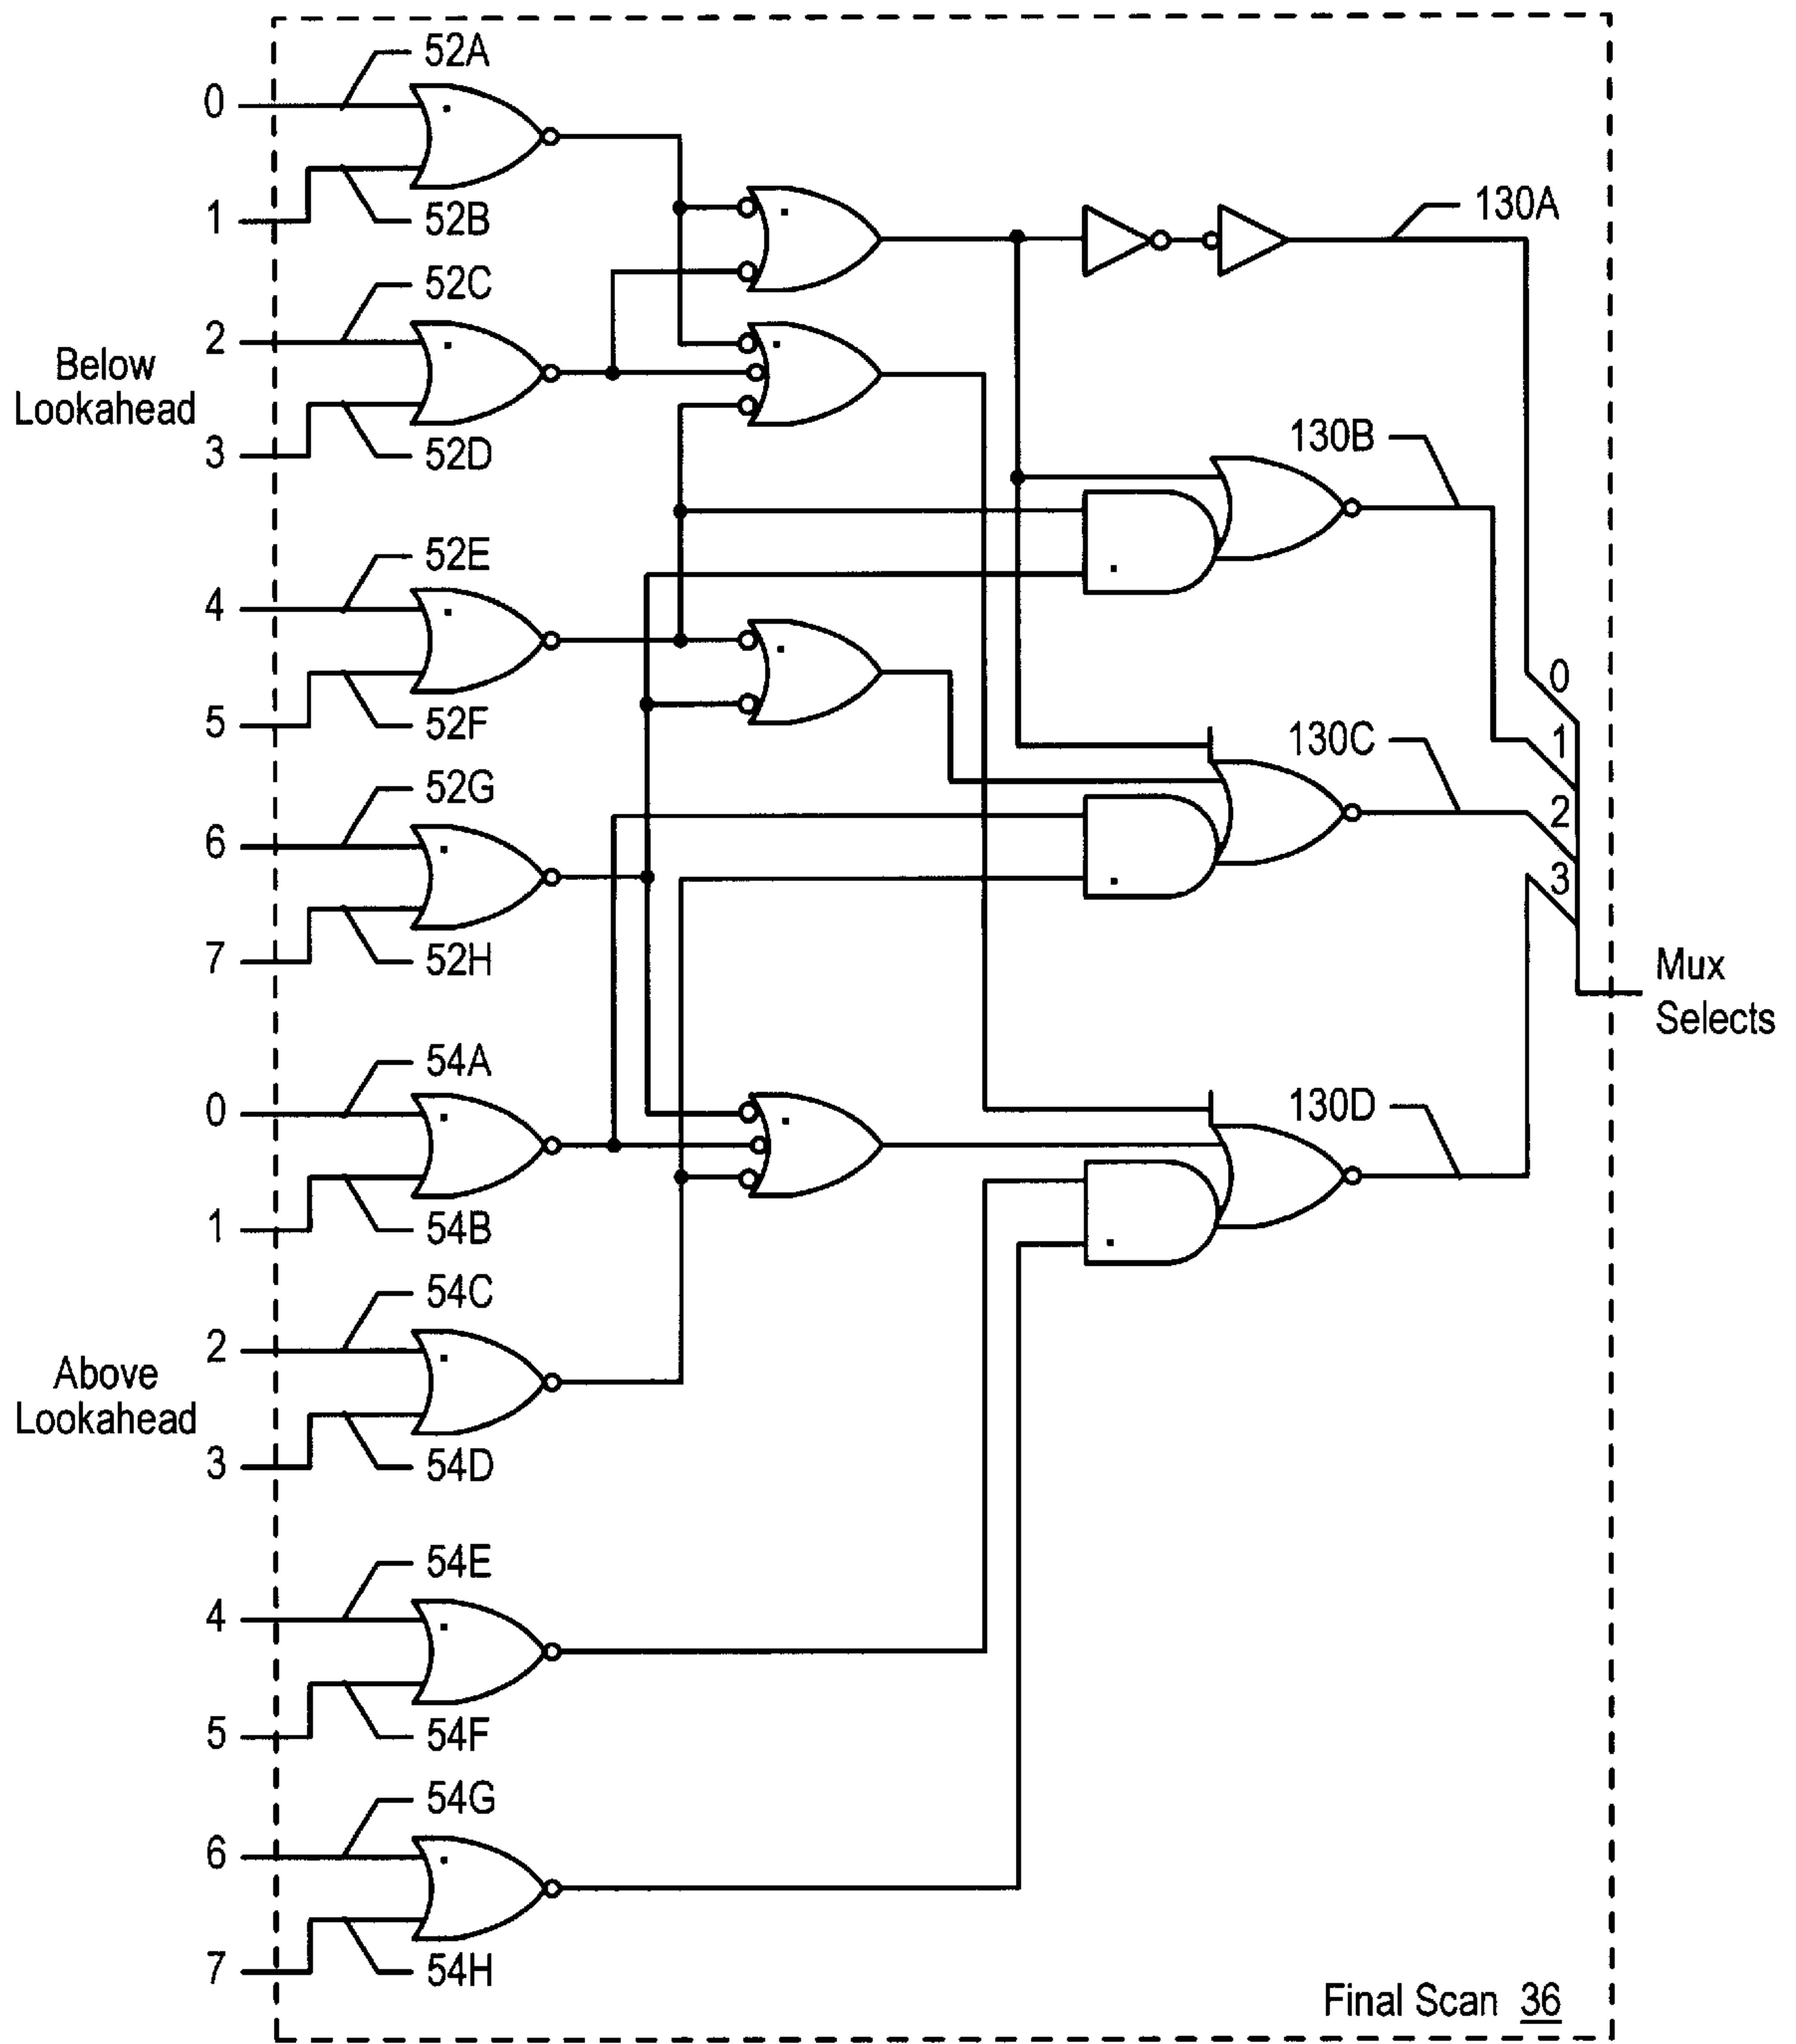 52A
0
130A
1
52B
52C
2
Below
Lookahead
130B
3
52D
52E
4
0
5
52F
130C
1
52G
2
6
3
7
52H
Mux
Selects
54A
0
130D
1
54B
54C
2
Above
Lookahead
3
54D
54E
4
5
54F
54G
6
7
54H
Final Scan 36